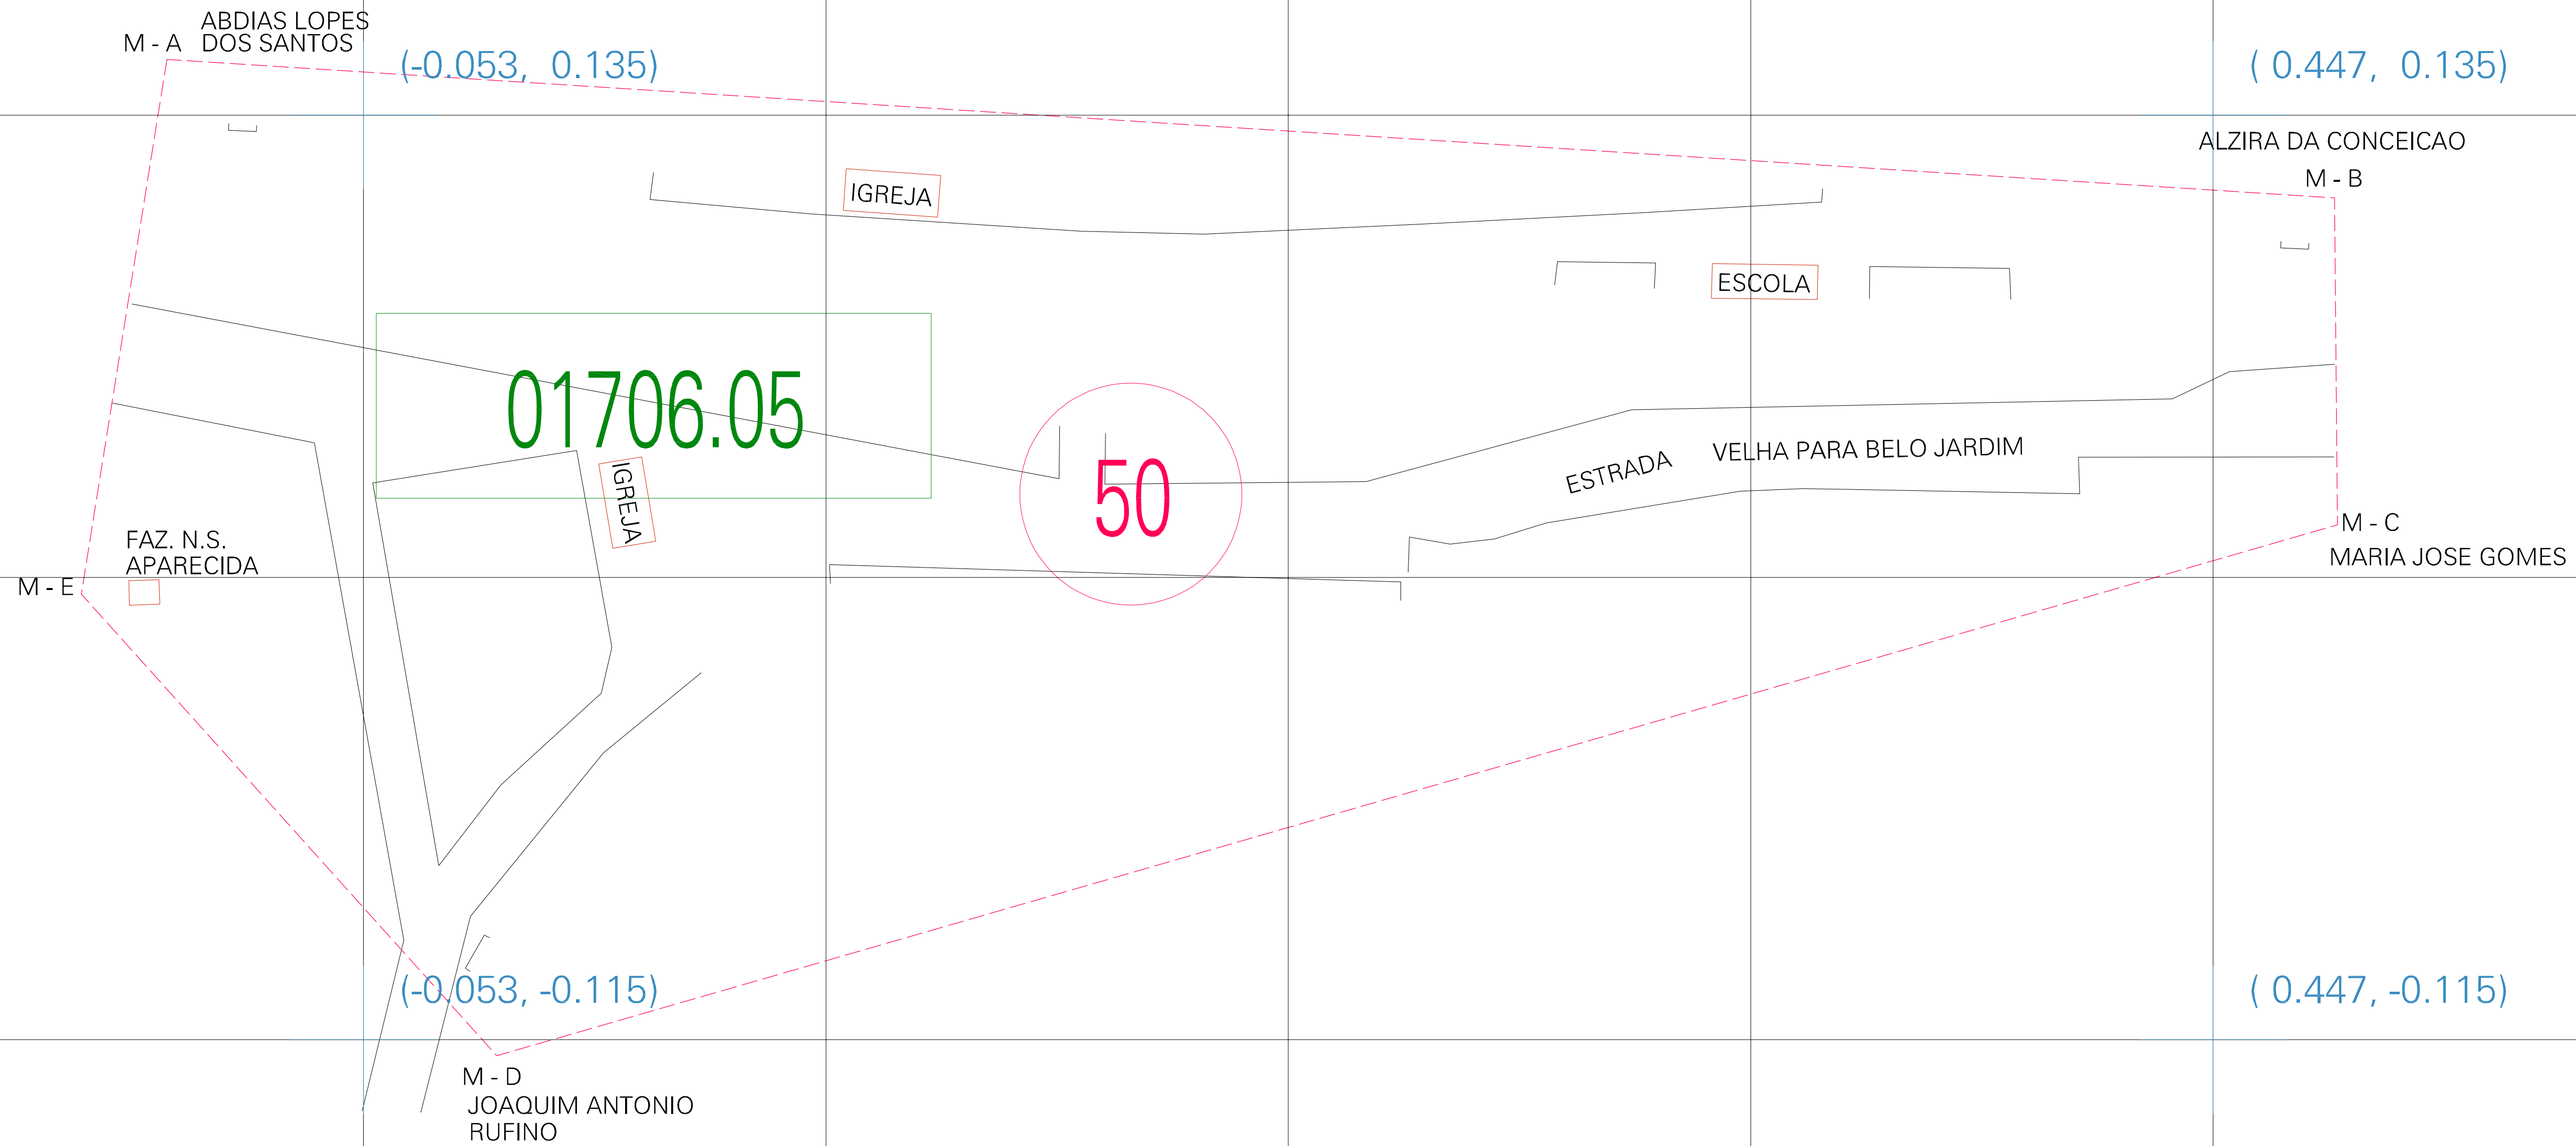 ABDIAS LOPES
M - A DOS SANTOS
(-0.053, 0.135)
( 0.447, 0.135)
ALZIRA DA CONCEICAO
M - B
IGREJA
ESCOLA
01706.05
50
ESTRADA VELHA PARA BELO JARDIM
IGREJA
M - C
MARIA JOSE GOMES
FAZ. N.S.
APARECIDA
M - E
(-0.053, -0.115)
( 0.447, -0.115)
M - D
JOAQUIM ANTONIO
RUFINO